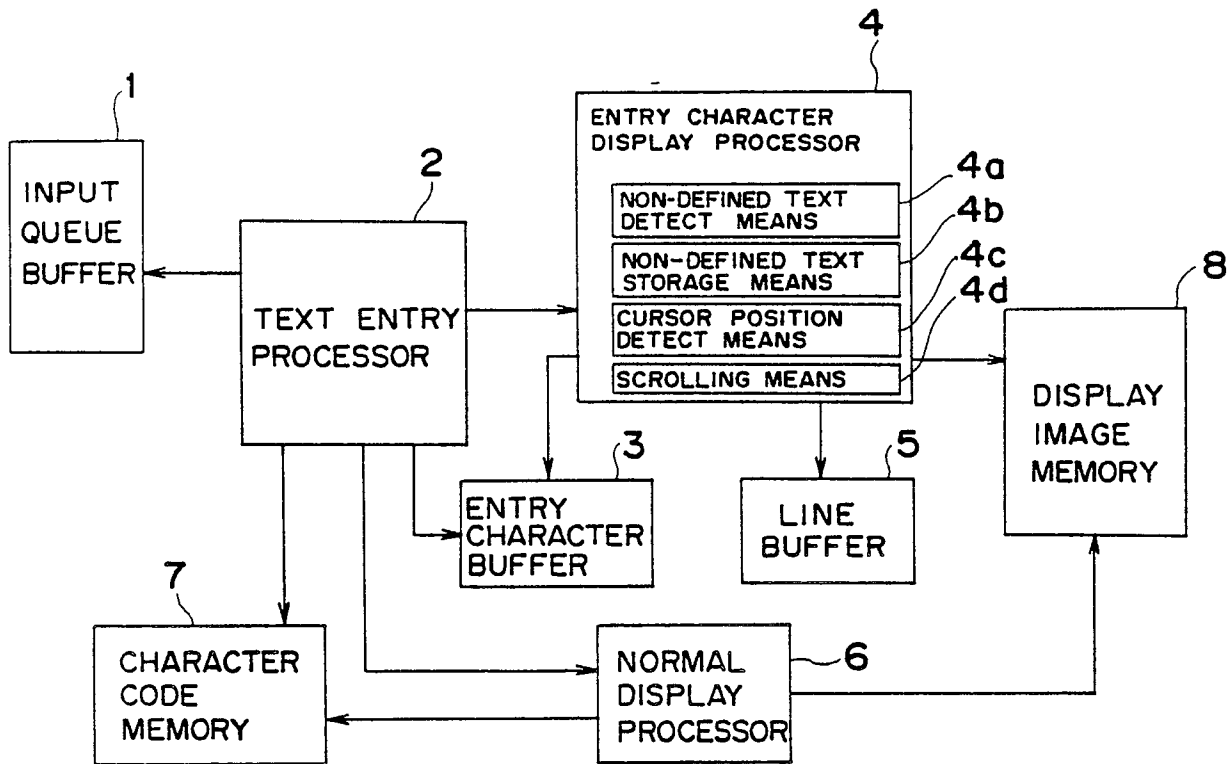 4
1
ENTRY CHARACTER
DISPLAY PROCESSOR
4a
2
INPUT
QUEUE
BUFFER
NON-DEFINED TEXT
DETECT MEANS
4b
NON-DEFINED TEXT
STORAGE MEANS
4c
8
TEXT ENTRY
PROCESSOR
CURSOR POSITION
DETECT MEANS
4d
SCROLLING MEANS
DISPLAY
IMAGE
MEMORY
3
5
ENTRY
CHARACTER
BUFFER
LINE
BUFFER
7
CHARACTER
CODE
MEMORY
6
NORMAL
DISPLAY
PROCESSOR